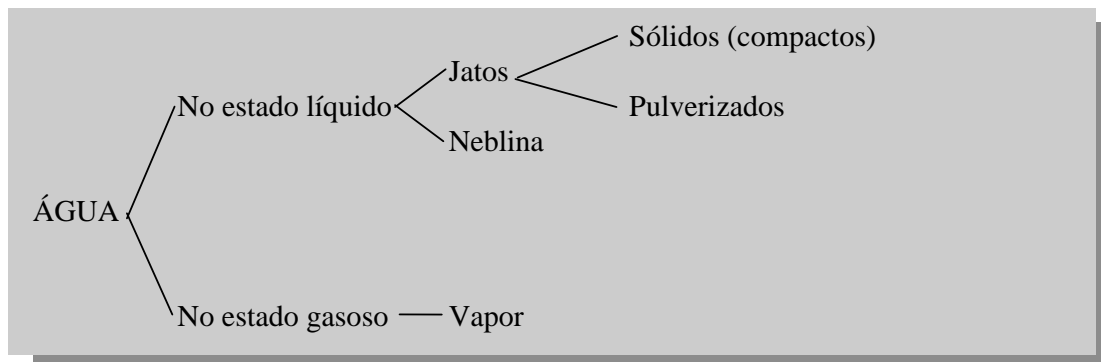 Sólidos (compactos)
Jatos
No estado líquido
Pulverizados
Neblina
ÁGUA
No estado gasoso
Vapor